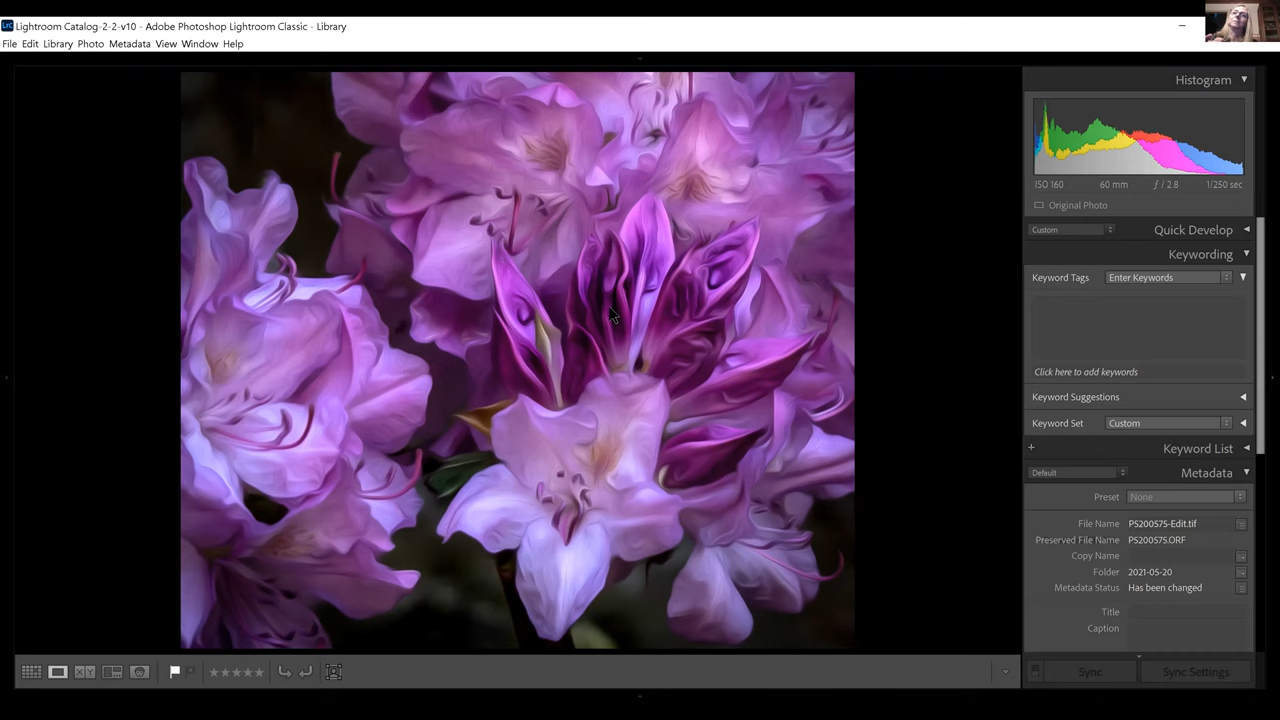 Lightroom Catalog-2-2-v10 - Adobe Photoshop Lightroom Classic - Library
File Edit Library Photo Metadata View Window Help
Histogram
ISO 160 60 mm ƒ / 2.8 1/250 sec
Original Photo
Custom Quick Develop
Keywording
Keyword Tags Enter Keywords
Click here to add keywords
Keyword Suggestions
Keyword Set Custom
+ Keyword List
Default Metadata
Preset None
File Name P5200575-Edit.tif
Preserved File Name P5200575.ORF
Copy Name
Folder 2021-05-20
Metadata Status Has been changed
Title
Caption
X Y
Sync Sync Settings